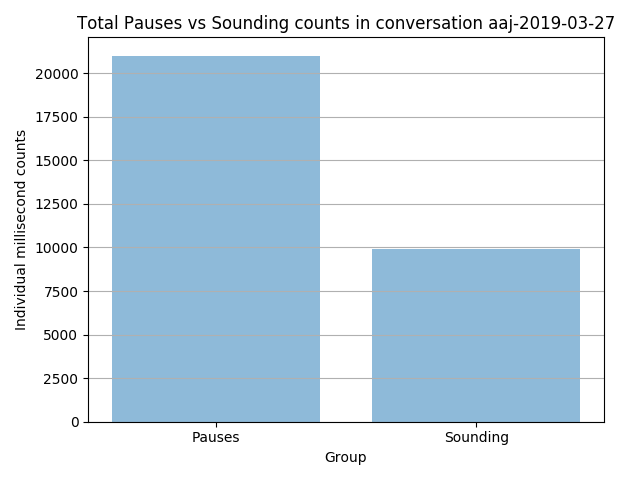 Total Pauses vs Sounding counts in conversation aaj-2019-03-27
Individual millisecond counts
20000
17500
15000
12500
10000
7500
5000
2500
0
Pauses Sounding
Group